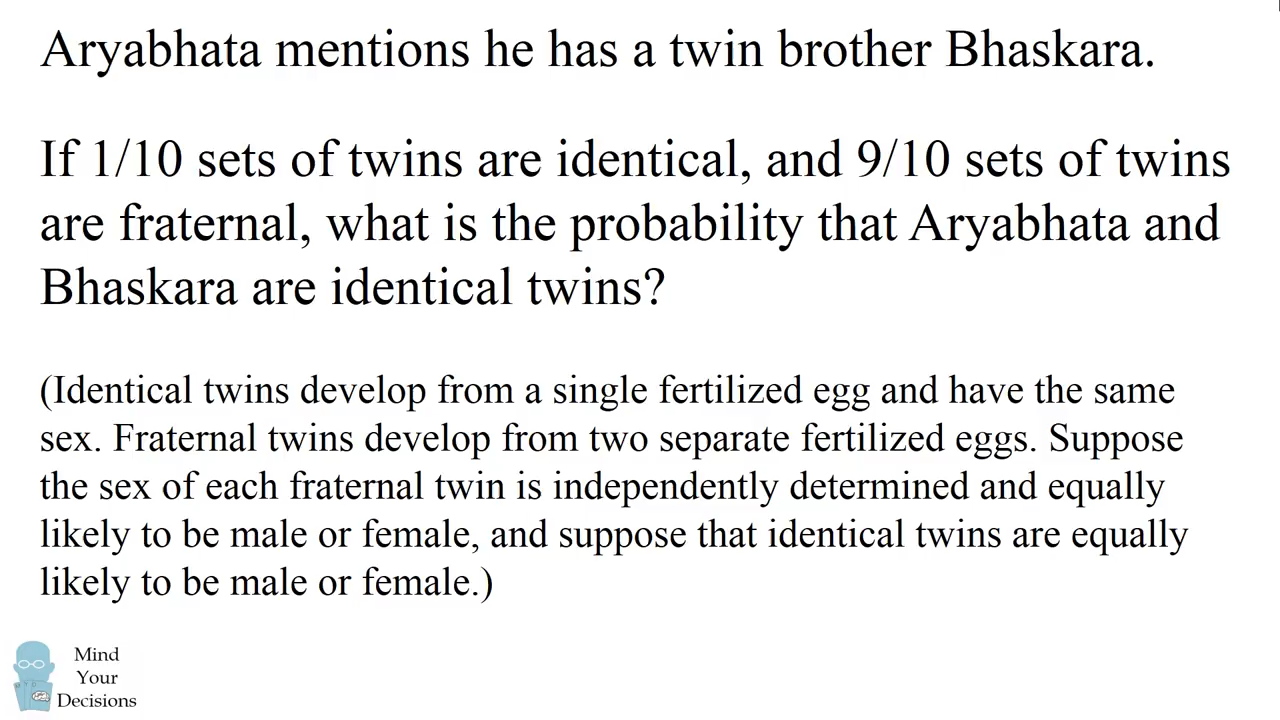 Aryabhata mentions he has a twin brother Bhaskara.
If 1/10 sets of twins are identical, and 9/10 sets of twins
are fraternal, what is the probability that Aryabhata and
Bhaskara are identical twins?
(Identical twins develop from a single fertilized egg and have the same
sex. Fraternal twins develop from two separate fertilized eggs. Suppose
the sex of each fraternal twin is independently determined and equally
likely to be male or female, and suppose that identical twins are equally
likely to be male or female.)
Mind
Your
Decisions